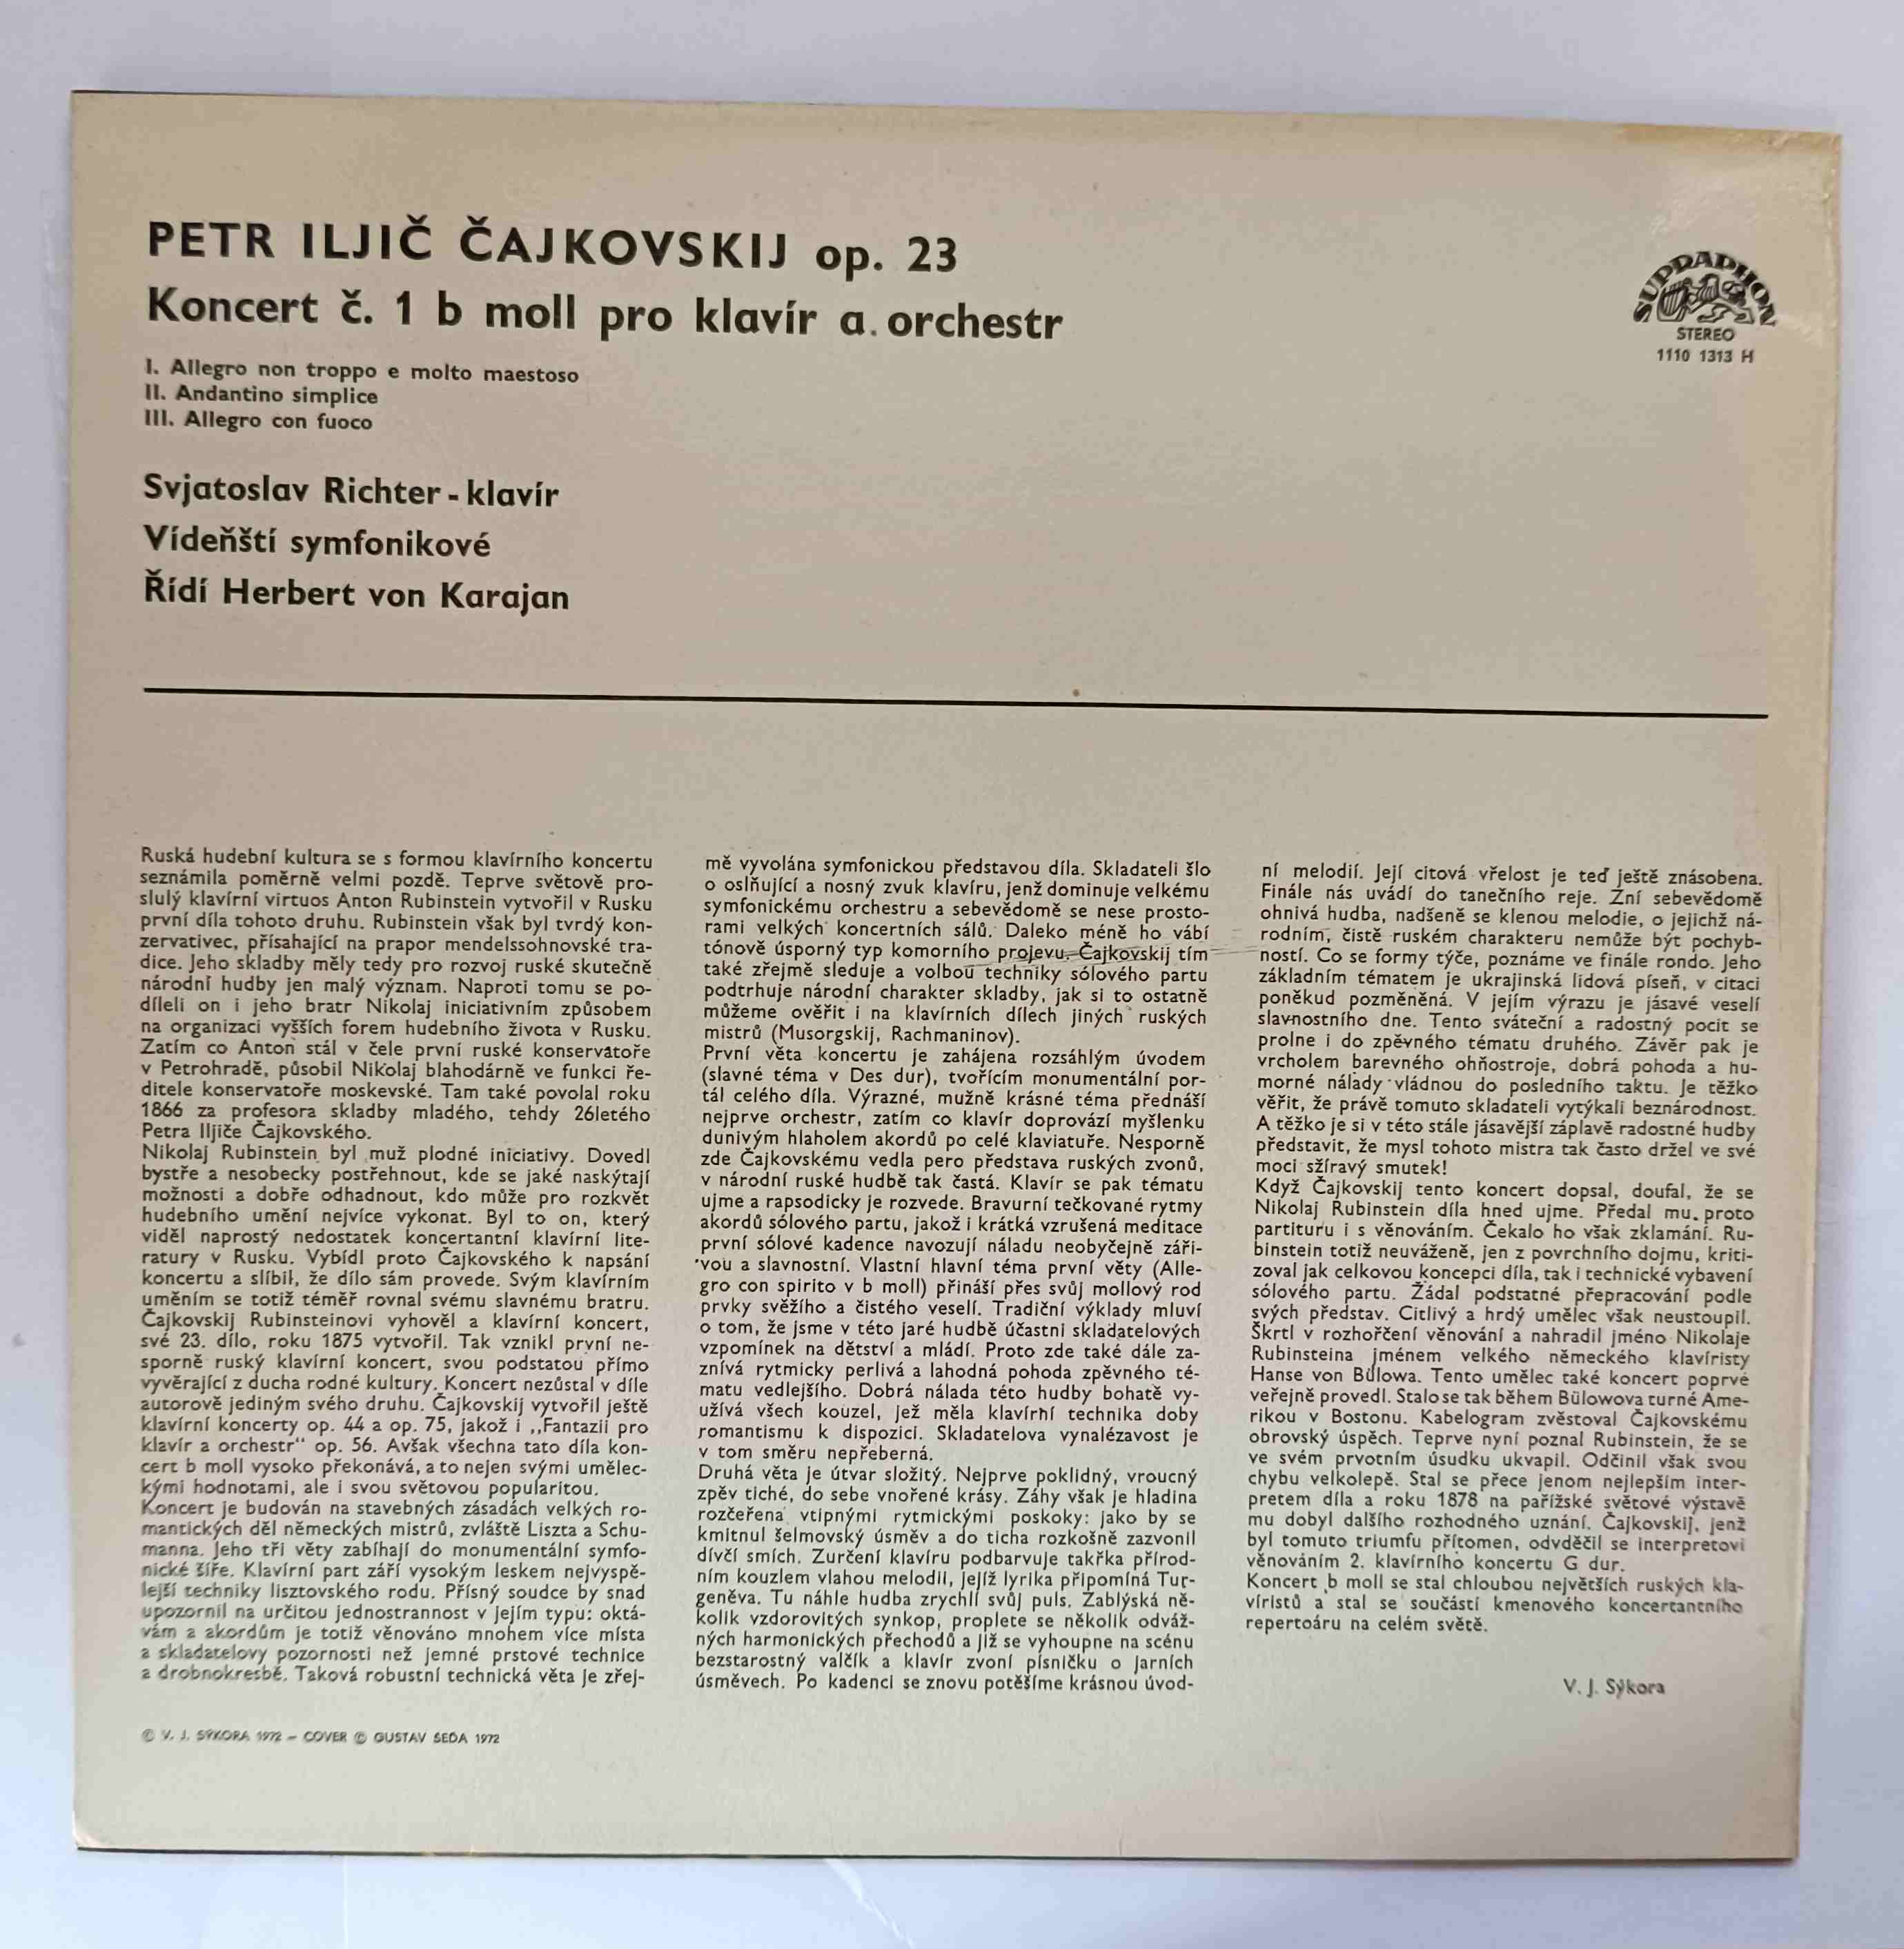 PETR ILJIČ ČAJKOVSKIJ op. 23
Koncert č. 1 b moll pro klavír a orchestr
I. Allegro non troppo e molto maestoso
II. Andantino simplice
III. Allegro con fuoco
Svjatoslav Richter - klavír
Vídeňští symfonikové
Řídí Herbert von Karajan
SUPRAPHON
STEREO
1110 1313 H
Ruská hudební kultura se s formou klavírního koncertu
seznámila poměrně velmi pozdě. Teprve světově pro-
slulý klavírní virtuos Anton Rubinstein vytvořil v Rusku
první díla tohoto druhu. Rubinstein však byl tvrdý kon-
zervativec, přísahající na prapor mendelssohnovské tra-
dice. Jeho skladby měly tedy pro rozvoj ruské skutečně
národní hudby jen malý význam. Naproti tomu se po-
díleli on i jeho bratr Nikolaj iniciativním způsobem
na organizaci vyšších forem hudebního života v Rusku.
Zatím co Anton stál v čele první ruské konservatoře
v Petrohradě, působil Nikolaj blahodárně ve funkci ře-
ditele konservatoře moskevské. Tam také povolal roku
1866 za profesora skladby mladého, tehdy 26letého
Petra Iljiče Čajkovského.
Nikolaj Rubinstein byl muž plodné iniciativy. Dovedl
bystře a nesobecky postřehnout, kde se jaké naskýtají
možnosti a dobře odhadnout, kdo může pro rozkvět
hudebního umění nejvíce vykonat. Byl to on, který
viděl naprostý nedostatek koncertantní klavírní lite-
ratury v Rusku. Vybídl proto Čajkovského k napsání
koncertu a slíbil, že dílo sám provede. Svým klavírním
uměním se totiž téměř rovnal svému slavnému bratru.
Čajkovskij Rubinsteinovi vyhověl a klavírní koncert,
své 23. dílo, roku 1875 vytvořil. Tak vznikl první ne-
sporně ruský klavírní koncert, svou podstatou přímo
vyvěrající z ducha rodné kultury. Koncert nezůstal v díle
autorově jediným svého druhu. Čajkovskij vytvořil ještě
klavírní koncerty op. 44 a op. 75, jakož i ,,Fantazii pro
klavír a orchestr" op. 56. Avšak všechna tato díla kon-
cert b moll vysoko překonává, a to nejen svými umělec-
kými hodnotami, ale i svou světovou popularitou.
Koncert je budován na stavebných zásadách velkých ro-
mantických děl německých mistrů, zvláště Liszta a Schu-
manna. Jeho tři věty zabíhají do monumentální symfo-
nické šíře. Klavírní part září vysokým leskem nejvyspě-
lejší techniky lisztovského rodu. Přísný soudce by snad
upozornil na určitou jednostrannost v jejím typu: oktá-
vám a akordům je totiž věnováno mnohem více místa
a skladatelovy pozornosti než jemné prstové technice
a drobnokresbě. Taková robustní technická věta je zřej-
mě vyvolána symfonickou představou díla. Skladateli šlo
o oslňující a nosný zvuk klavíru, jenž dominuje velkému
symfonickému orchestru a sebevědomě se nese prosto-
rami velkých koncertních sálů. Daleko méně ho vábí
tónově úsporný typ komorního projevu. Čajkovskij tím
také zřejmě sleduje a volbou techniky sólového partu
podtrhuje národní charakter skladby, jak si to ostatně
můžeme ověřit i na klavírních dílech jiných ruských
mistrů (Musorgskij, Rachmaninov).
První věta koncertu je zahájena rozsáhlým úvodem
(slavné téma v Des dur), tvořícím monumentální por-
tál celého díla. Výrazné, mužně krásné téma přednáší
nejprve orchestr, zatím co klavír doprovází myšlenku
dunivým hlaholem akordů po celé klaviatuře. Nesporně
zde Čajkovskému vedla pero představa ruských zvonů,
v národní ruské hudbě tak častá. Klavír se pak tématu
ujme a rapsodicky je rozvede. Bravurní tečkované rytmy
akordů sólového partu, jakož i krátká vzrušená meditace
první sólové kadence navozují náladu neobyčejně záři-
vou a slavnostní. Vlastní hlavní téma první věty (Alle-
gro con spirito v b moll) přináší přes svůj mollový rod
prvky svěžího a čistého veselí. Tradiční výklady mluví
o tom, že jsme v této jaré hudbě účastni skladatelových
vzpomínek na dětství a mládí. Proto zde také dále za-
znívá rytmicky perlivá a lahodná pohoda zpěvného té-
matu vedlejšího. Dobrá nálada této hudby bohatě vy-
užívá všech kouzel, jež měla klavírní technika doby
romantismu k dispozici. Skladatelova vynalézavost je
v tom směru nepřeberná.
Druhá věta je útvar složitý. Nejprve poklidný, vroucný
zpěv tiché, do sebe vnořené krásy. Záhy však je hladina
rozčeřena vtipnými rytmickými poskoky: jako by se
kmitnul šelmovský úsměv a do ticha rozkošně zazvonil
dívčí smích. Zurčení klavíru podbarvuje takřka přírod-
ním kouzlem vlahou melodii, jejíž lyrika připomíná Tur-
geněva. Tu náhle hudba zrychlí svůj puls. Zablýská ně-
kolik vzdorovitých synkop, proplete se několik odváž-
ných harmonických přechodů a již se vyhoupne na scénu
bezstarostný valčík a klavír zvoní písničku o jarních
úsměvech. Po kadenci se znovu potěšíme krásnou úvod-
ní melodií. Její citová vřelost je teď ještě znásobena.
Finále nás uvádí do tanečního reje. Zní sebevědomě
ohnivá hudba, nadšeně se klenou melodie, o jejichž ná-
rodním, čistě ruském charakteru nemůže být pochyb-
ností. Co se formy týče, poznáme ve finále rondo. Jeho
základním tématem je ukrajinská lidová píseň, v citaci
poněkud pozměněná. V jejím výrazu je jásavé veselí
slavnostního dne. Tento sváteční a radostný pocit se
prolne i do zpěvného tématu druhého. Závěr pak je
vrcholem barevného ohňostroje, dobrá pohoda a hu-
morné nálady vládnou do posledního taktu. Je těžko
věřit, že právě tomuto skladateli vytýkali beznárodnost.
A těžko je si v této stále jásavější záplavě radostné hudby
představit, že mysl tohoto mistra tak často držel ve své
moci sžíravý smutek!
Když Čajkovskij tento koncert dopsal, doufal, že se
Nikolaj Rubinstein díla hned ujme. Předal mu proto
partituru i s věnováním. Čekalo ho však zklamání. Ru-
binstein totiž neuváženě, jen z povrchního dojmu, kriti-
zoval jak celkovou koncepci díla, tak i technické vybavení
sólového partu. Žádal podstatné přepracování podle
svých představ. Citlivý a hrdý umělec však neustoupil.
Škrtl v rozhořčení věnování a nahradil jméno Nikolaje
Rubinsteina jménem velkého německého klavíristy
Hanse von Bülowa. Tento umělec také koncert poprvé
veřejně provedl. Stalo se tak během Bülowova turné Ame-
rikou v Bostonu. Kabelogram zvěstoval Čajkovskému
obrovský úspěch. Teprve nyní poznal Rubinstein, že se
ve svém prvotním úsudku ukvapil. Odčinil však svou
chybu velkolepě. Stal se přece jenom nejlepším inter-
pretem díla a roku 1878 na pařížské světové výstavě
mu dobyl dalšího rozhodného uznání. Čajkovskij, jenž
byl tomuto triumfu přítomen, odvděčil se interpretovi
věnováním 2. klavírního koncertu G dur.
Koncert b moll se stal chloubou největších ruských kla-
víristů a stal se součástí kmenového koncertantního
repertoáru na celém světě.
V. J. Sýkora
© V. J. SÝKORA 1972 – COVER © GUSTAV ŠEDA 1972